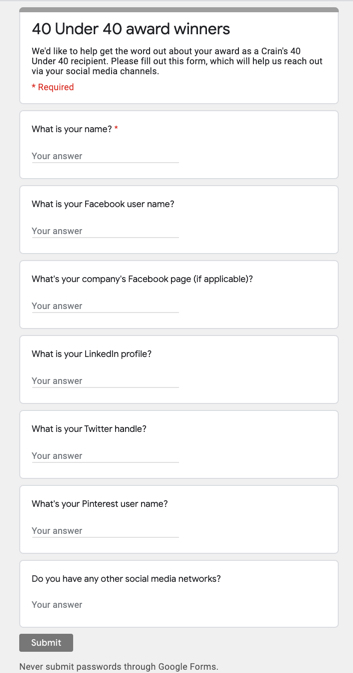 40 Under 40 award winners
We'd like to help get the word out about your award as a Crain's 40
Under 40 recipient. Please fill out this form, which will help us reach out
via your social media channels.
* Required
What is your name? *
Your answer
What is your Facebook user name?
Your answer
What's your company's Facebook page (if applicable)?
Your answer
What is your LinkedIn profile?
Your answer
What is your Twitter handle?
Your answer
What's your Pinterest user name?
Your answer
Do you have any other social media networks?
Your answer
Submit
Never submit passwords through Google Forms.